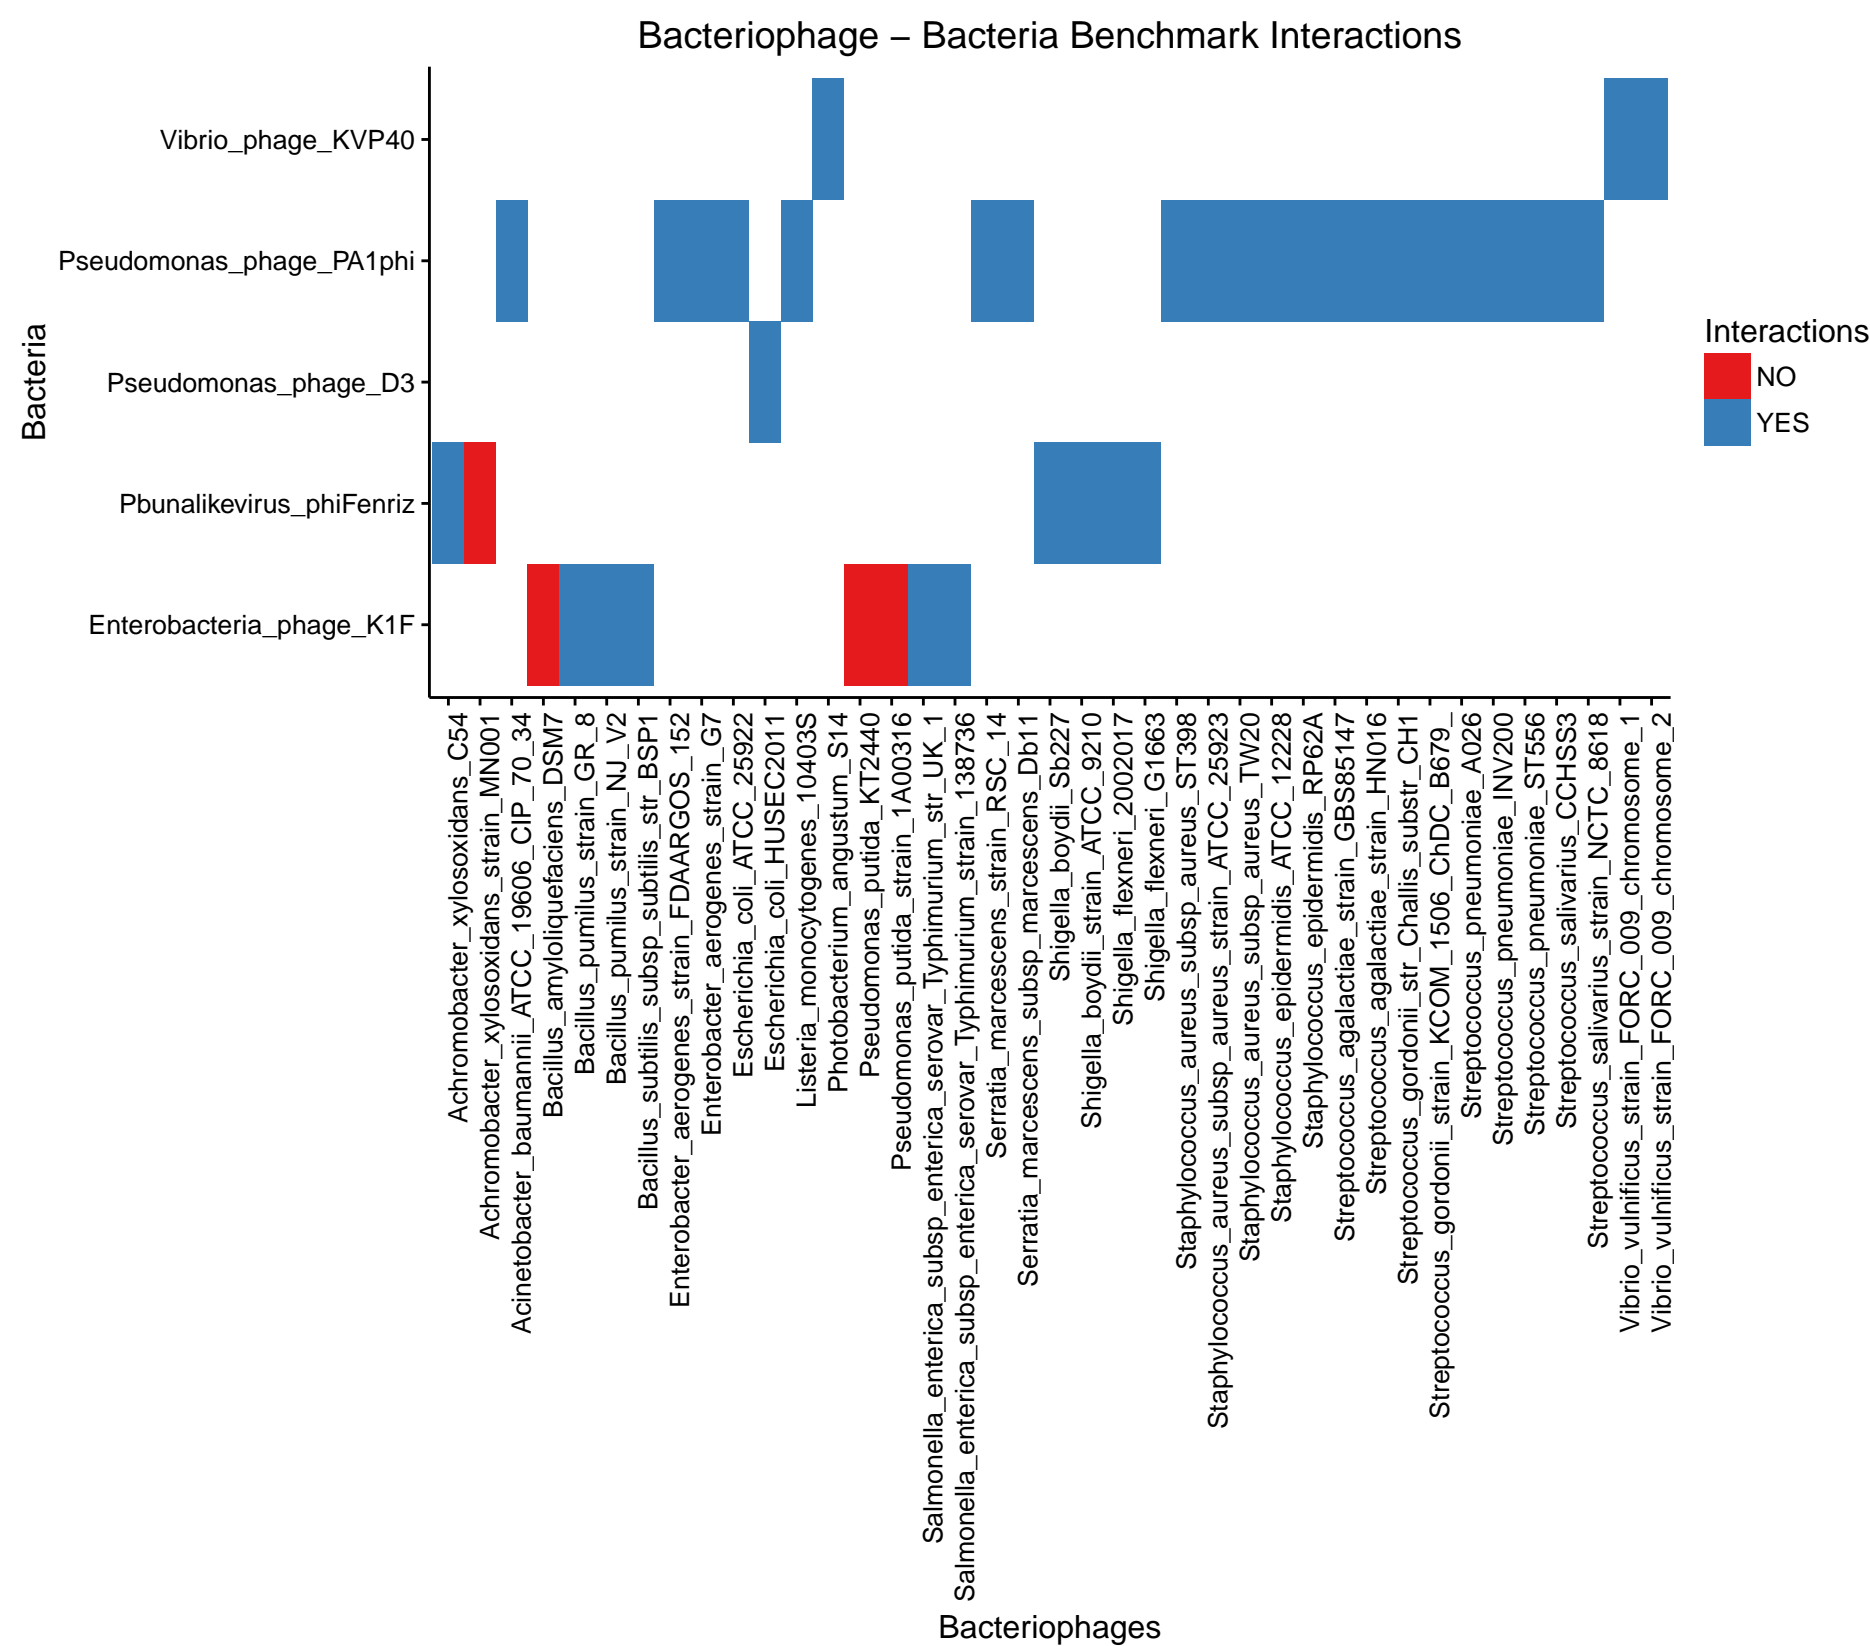 Bacteriophage – Bacteria Benchmark Interactions
Vibrio_phage_KVP40
Pseudomonas_phage_PA1phi
Pseudomonas_phage_D3
Pbunalikevirus_phiFenriz
Enterobacteria_phage_K1F
Bacteria
Interactions
NO
YES
Achromobacter_xylosoxidans_C54
Achromobacter_xylosoxidans_strain_MN001
Acinetobacter_baumannii_ATCC_19606_CIP_70_34
Bacillus_amyloliquefaciens_DSM7
Bacillus_pumilus_strain_GR_8
Bacillus_pumilus_strain_NJ_V2
Bacillus_subtilis_subsp_subtilis_str_BSP1
Enterobacter_aerogenes_strain_FDAARGOS_152
Enterobacter_aerogenes_strain_G7
Escherichia_coli_ATCC_25922
Escherichia_coli_HUSEC2011
Listeria_monocytogenes_10403S
Photobacterium_angustum_S14
Pseudomonas_putida_KT2440
Pseudomonas_putida_strain_1A00316
Salmonella_enterica_subsp_enterica_serovar_Typhimurium_str_UK_1
Salmonella_enterica_subsp_enterica_serovar_Typhimurium_strain_138736
Serratia_marcescens_strain_RSC_14
Serratia_marcescens_subsp_marcescens_Db11
Shigella_boydii_Sb227
Shigella_boydii_strain_ATCC_9210
Shigella_flexneri_2002017
Shigella_flexneri_G1663
Staphylococcus_aureus_subsp_aureus_ST398
Staphylococcus_aureus_subsp_aureus_strain_ATCC_25923
Staphylococcus_aureus_subsp_aureus_TW20
Staphylococcus_epidermidis_ATCC_12228
Staphylococcus_epidermidis_RP62A
Streptococcus_agalactiae_strain_GBS85147
Streptococcus_agalactiae_strain_HN016
Streptococcus_gordonii_str_Challis_substr_CH1
Streptococcus_gordonii_strain_KCOM_1506_ChDC_B679_
Streptococcus_pneumoniae_A026
Streptococcus_pneumoniae_INV200
Streptococcus_pneumoniae_ST556
Streptococcus_salivarius_CCHSS3
Streptococcus_salivarius_strain_NCTC_8618
Vibrio_vulnificus_strain_FORC_009_chromosome_1
Vibrio_vulnificus_strain_FORC_009_chromosome_2
Bacteriophages